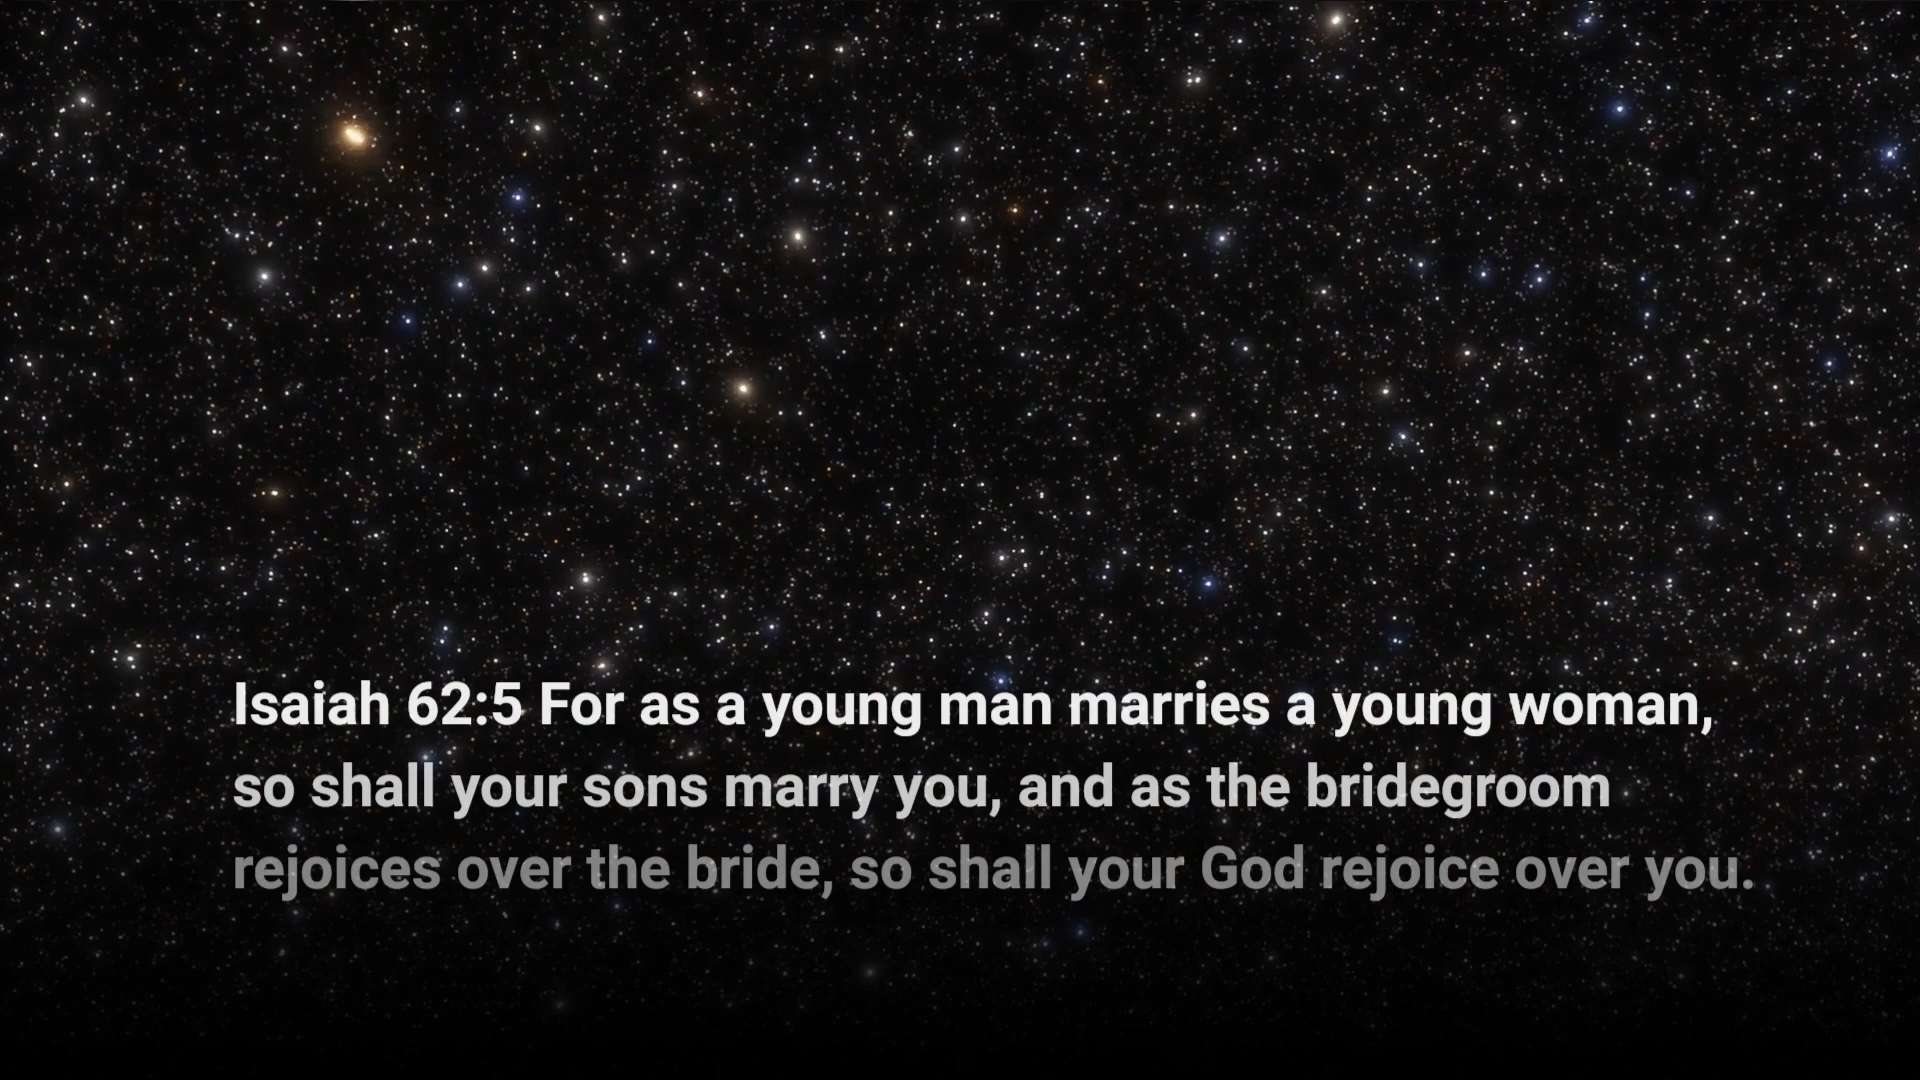 Isaiah 62:5 For as a young man marries a young woman,
so shall your sons marry you, and as the bridegroom
rejoices over the bride, so shall your God rejoice over you.